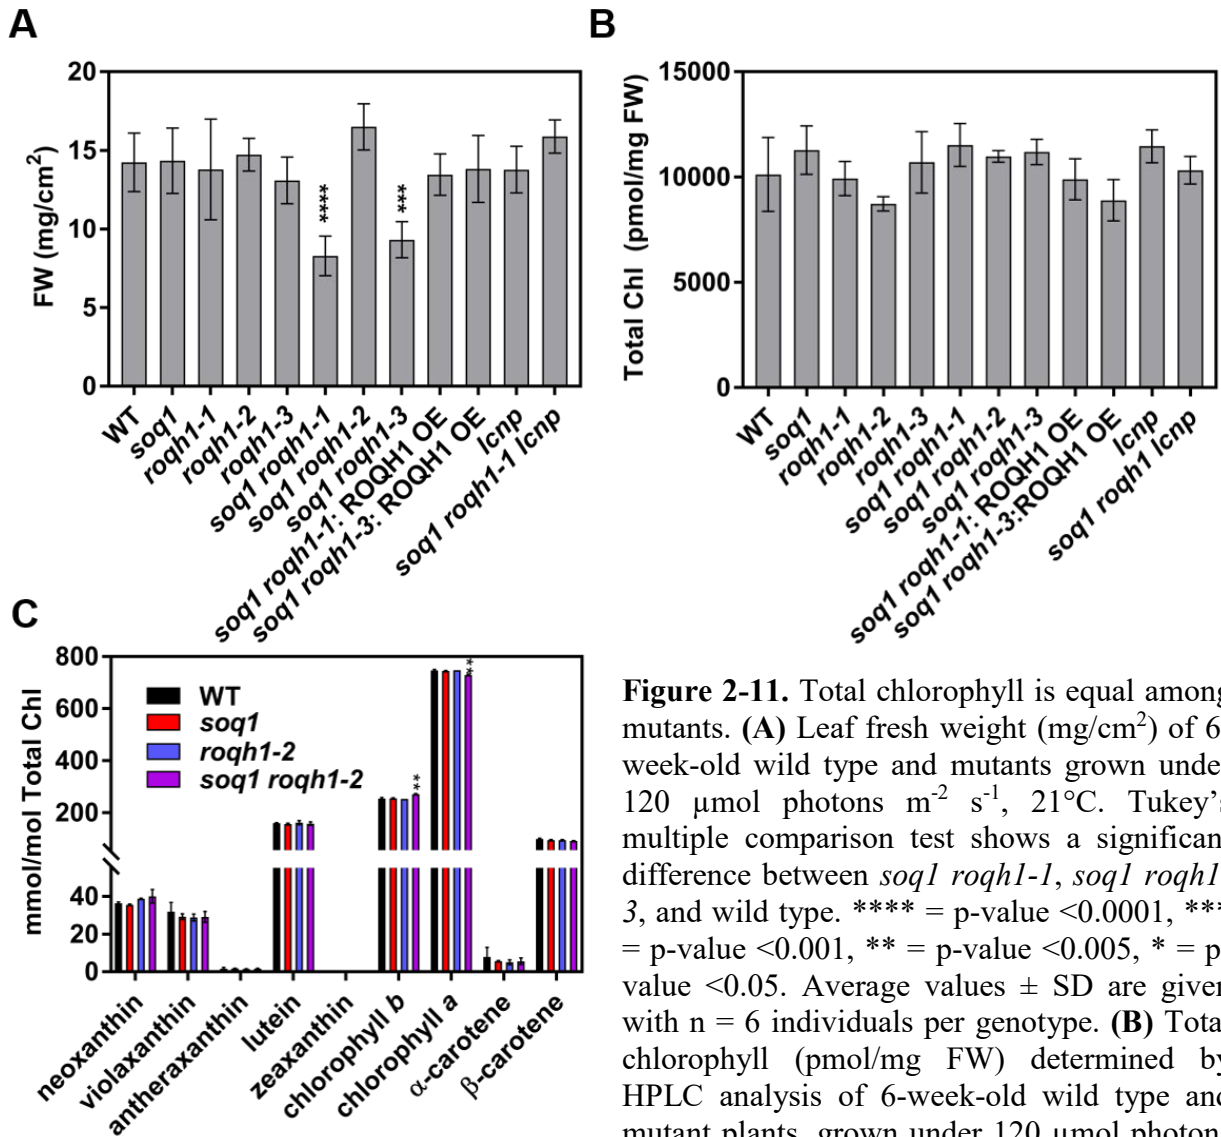 A
20
15
10
5
0
FW (mg/cm²)
****
***
WT
soq1
roqh1-1
roqh1-2
roqh1-3
soq1 roqh1-1
soq1 roqh1-2
soq1 roqh1-3
soq1 roqh1-1: ROQH1 OE
soq1 roqh1-3: ROQH1 OE
lcnp
soq1 roqh1-1 lcnp
B
15000
10000
5000
0
Total Chl (pmol/mg FW)
WT
soq1
roqh1-1
roqh1-2
roqh1-3
soq1 roqh1-1
soq1 roqh1-2
soq1 roqh1-3
soq1 roqh1-1: ROQH1 OE
soq1 roqh1-3:ROQH1 OE
lcnp
soq1 roqh1 lcnp
C
800
600
400
200
40
20
0
mmol/mol Total Chl
WT
soq1
roqh1-2
soq1 roqh1-2
**
**
neoxanthin
violaxanthin
antheraxanthin
lutein
zeaxanthin
chlorophyll b
chlorophyll a
α-carotene
β-carotene
Figure 2-11. Total chlorophyll is equal among
mutants. (A) Leaf fresh weight (mg/cm²) of 6-
week-old wild type and mutants grown under
120 µmol photons m⁻² s⁻¹, 21°C. Tukey's
multiple comparison test shows a significan
difference between soq1 roqh1-1, soq1 roqh1
3, and wild type. **** = p-value <0.0001, ***
= p-value <0.001, ** = p-value <0.005, * = p
value <0.05. Average values ± SD are given
with n = 6 individuals per genotype. (B) Total
chlorophyll (pmol/mg FW) determined by
HPLC analysis of 6-week-old wild type and
mutant plants, grown under 120 µmol photon